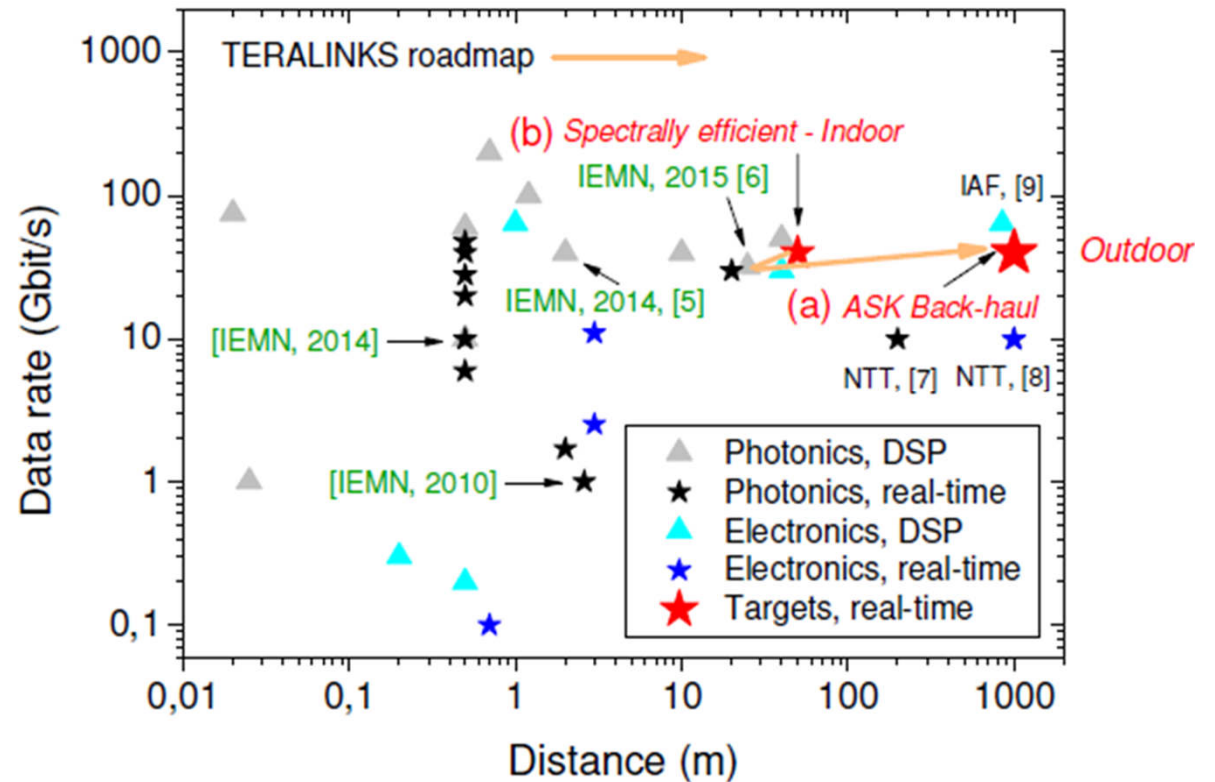 TERALINKS roadmap
(b) Spectrally efficient - Indoor
IEMN, 2015 [6]
IAF, [9]
Outdoor
IEMN, 2014, [5]
(a) ASK Back-haul
[IEMN, 2014]
NTT, [7]
NTT, [8]
[IEMN, 2010]
Photonics, DSP
Photonics, real-time
Electronics, DSP
Electronics, real-time
Targets, real-time
Data rate (Gbit/s)
1000
100
10
1
0,1
0,01
0,1
1
10
100
1000
Distance (m)